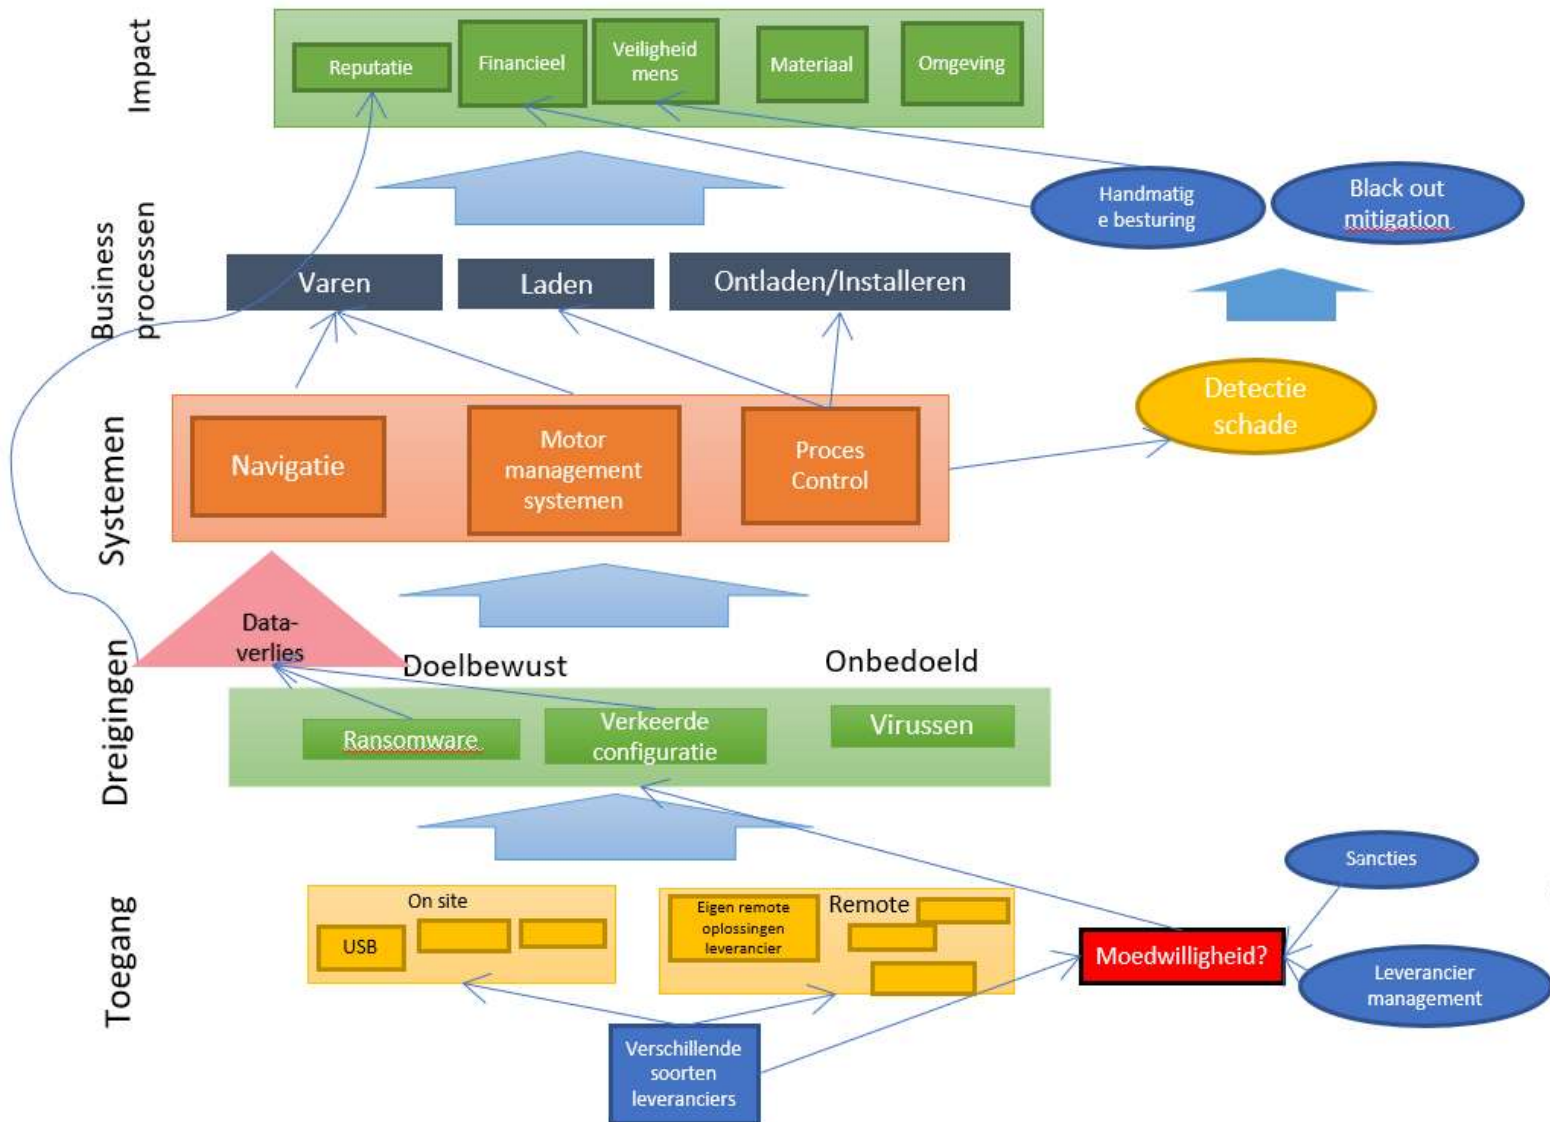 Impact
Reputatie
Financieel
Veiligheid
mens
Materiaal
Omgeving
Handmatig
e besturing
Black out
mitigation
Business
processen
Varen
Laden
Ontladen/Installeren
Detectie
schade
Systemen
Navigatie
Motor
management
systemen
Proces
Control
Data-
verlies
Doelbewust
Onbedoeld
Dreigingen
Ransomware
Verkeerde
configuratie
Virussen
Toegang
On site
USB
Eigen remote
oplossingen
leverancier
Remote
Sancties
Moedwilligheid?
Leverancier
management
Verschillende
soorten
leveranciers